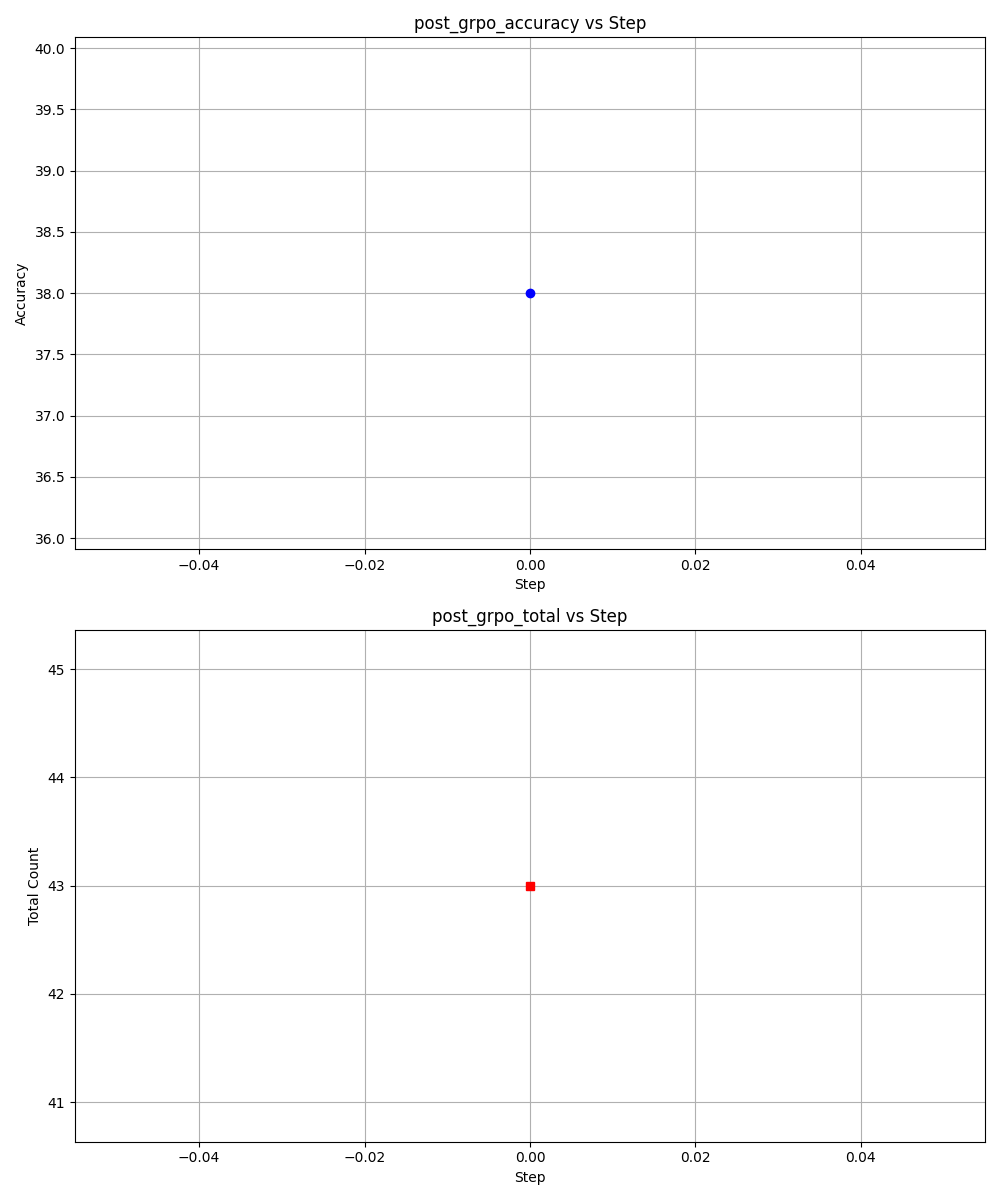 post_grpo_accuracy vs Step
40.0
39.5
39.0
38.5
38.0
37.5
37.0
36.5
36.0
Accuracy
−0.04 −0.02 0.00 0.02 0.04
Step
post_grpo_total vs Step
45
44
43
42
41
Total Count
−0.04 −0.02 0.00 0.02 0.04
Step